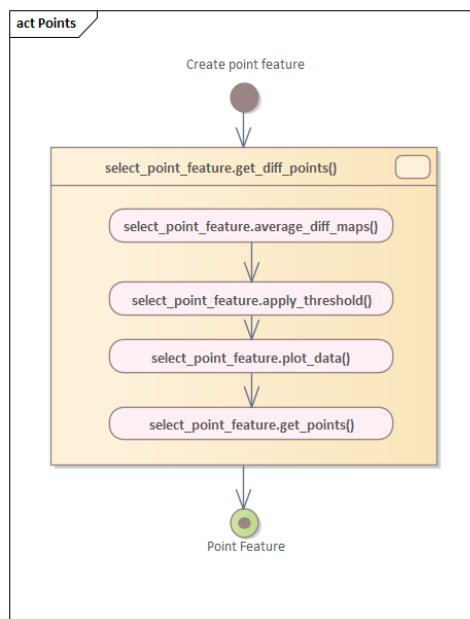 act Points
Create point feature
select_point_feature.get_diff_points()
select_point_feature.average_diff_maps()
select_point_feature.apply_threshold()
select_point_feature.plot_data()
select_point_feature.get_points()
Point Feature